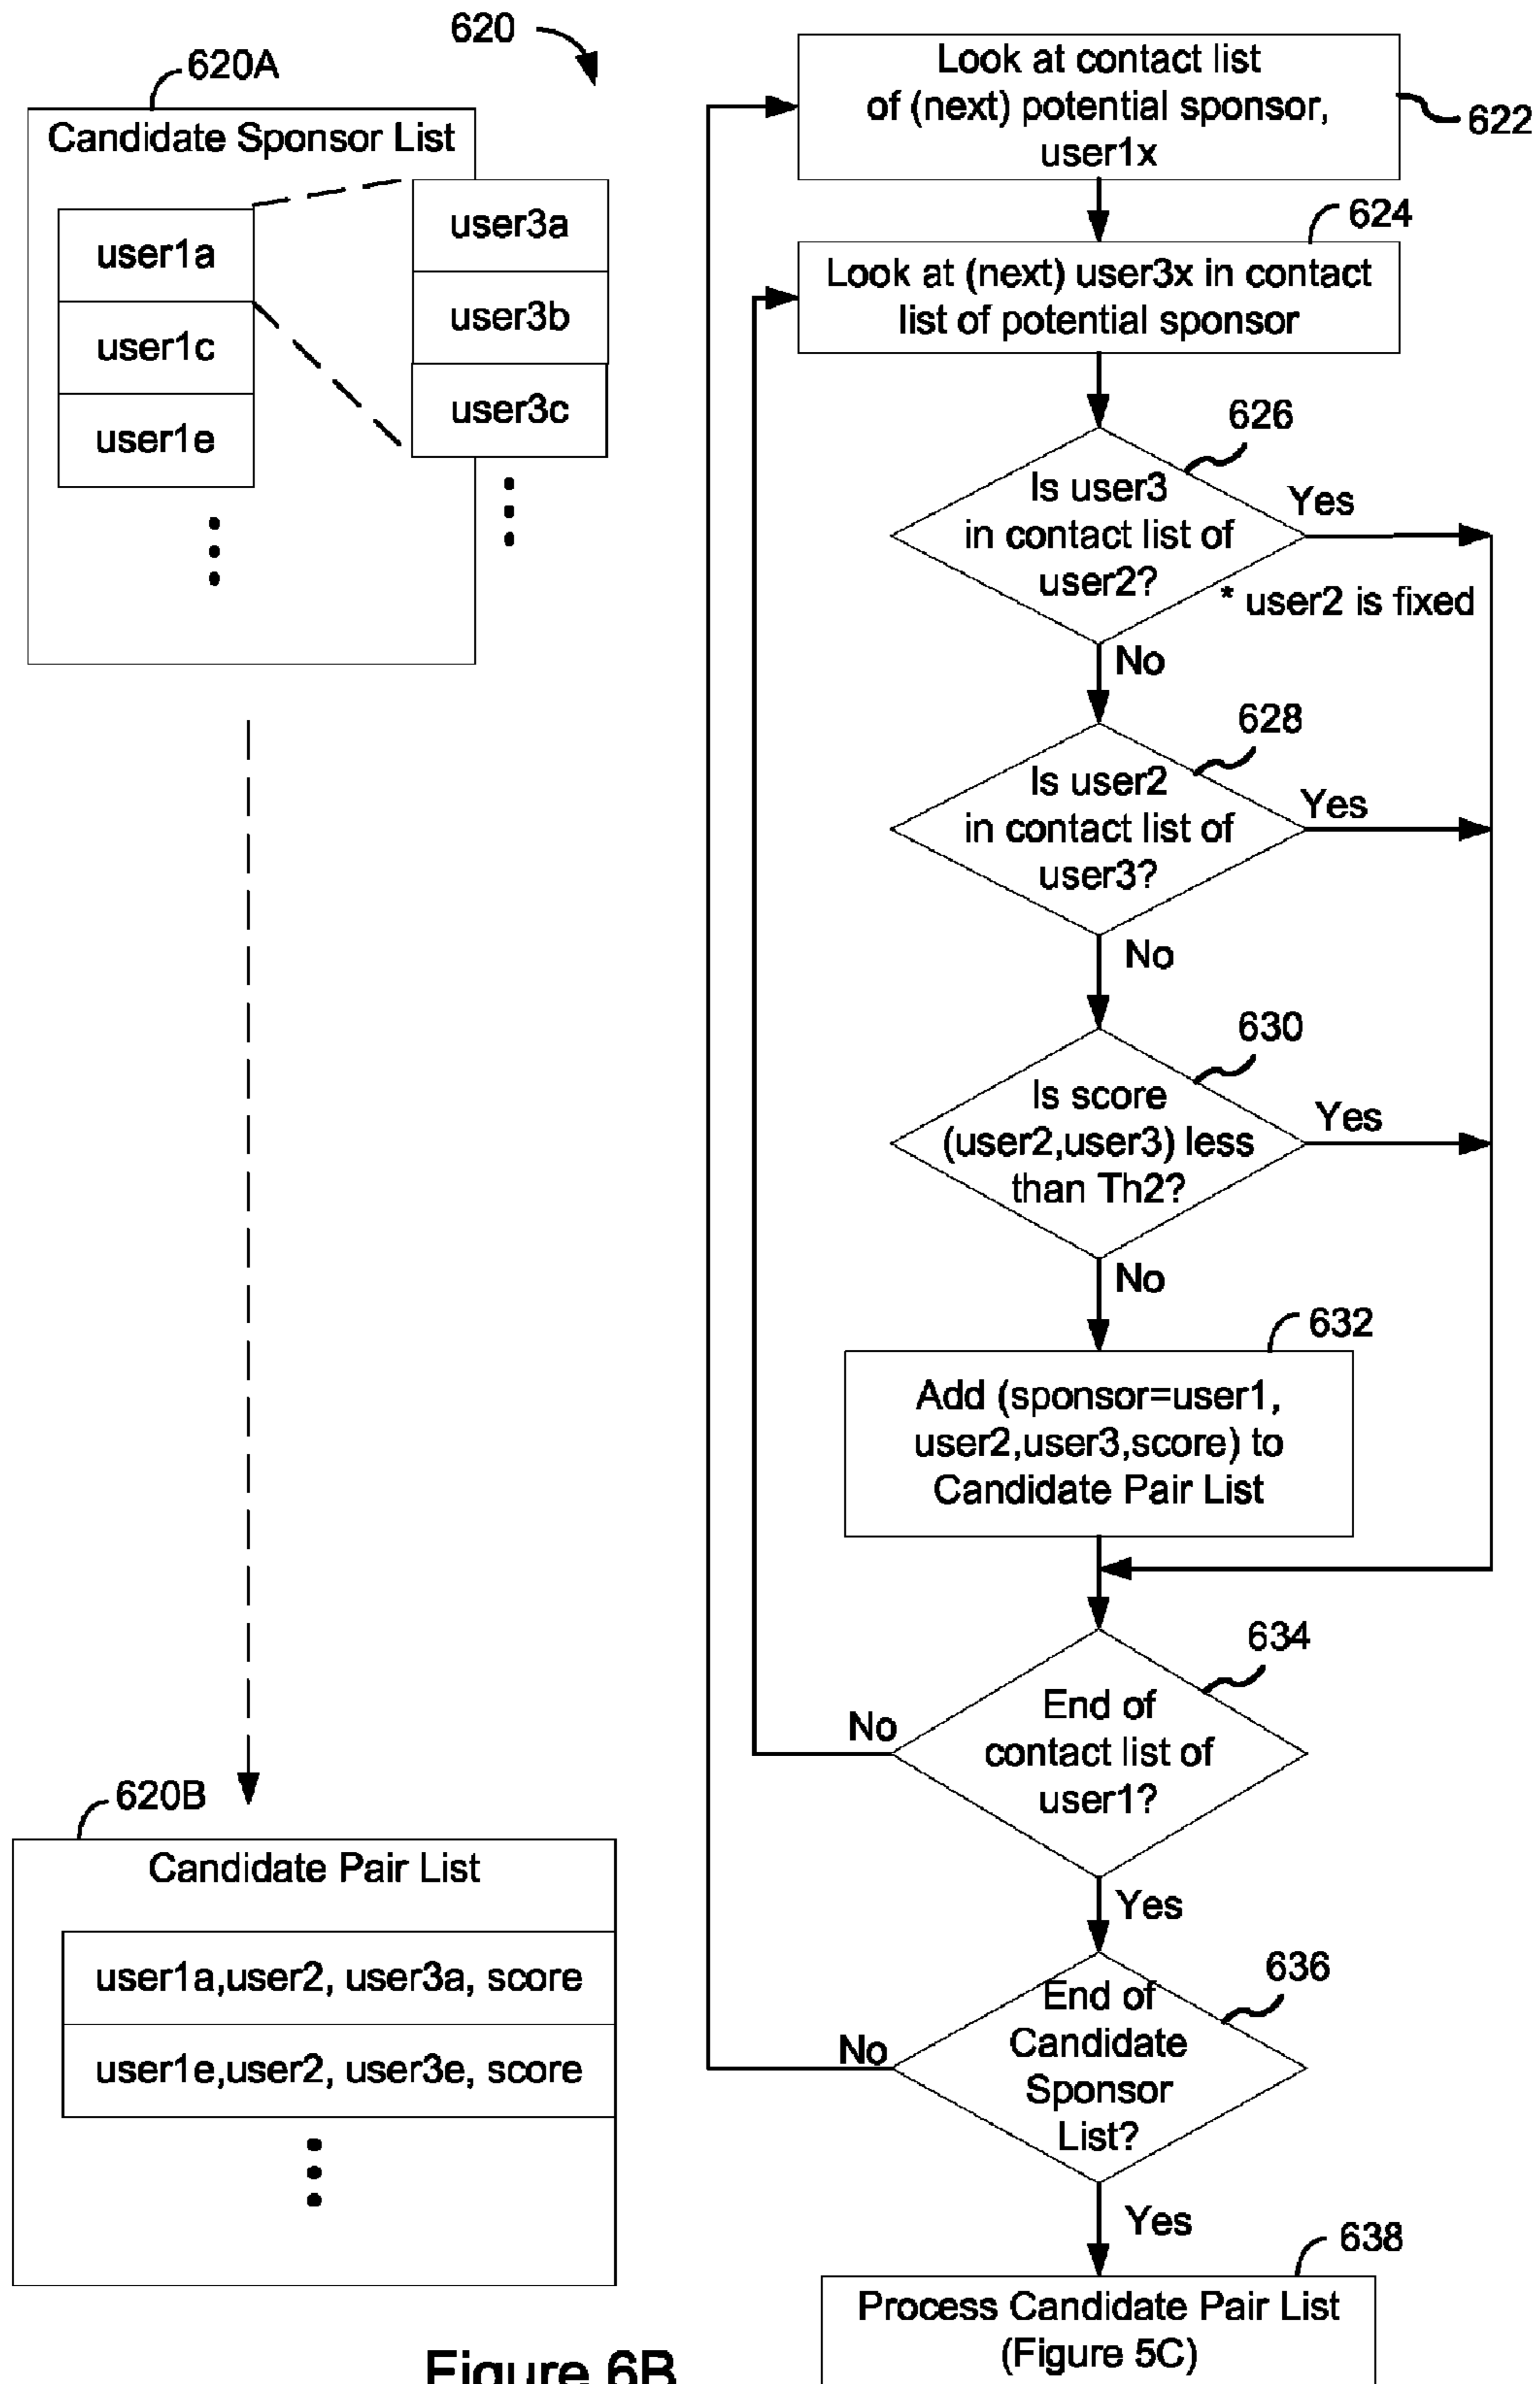 620
620A
Candidate Sponsor List
user1a
user1c
user1e
user3a
user3b
user3c
Look at contact list
of (next) potential sponsor,
user1x
622
624
Look at (next) user3x in contact
list of potential sponsor
626
Is user3
in contact list of
user2?
Yes
* user2 is fixed
No
628
Is user2
in contact list of
user3?
Yes
No
630
Is score
(user2,user3) less
than Th2?
Yes
No
632
Add (sponsor=user1,
user2,user3,score) to
Candidate Pair List
634
End of
contact list of
user1?
No
Yes
636
End of
Candidate
Sponsor
List?
No
Yes
638
Process Candidate Pair List
(Figure 5C)
620B
Candidate Pair List
user1a,user2, user3a, score
user1e,user2, user3e, score
Figure 6B